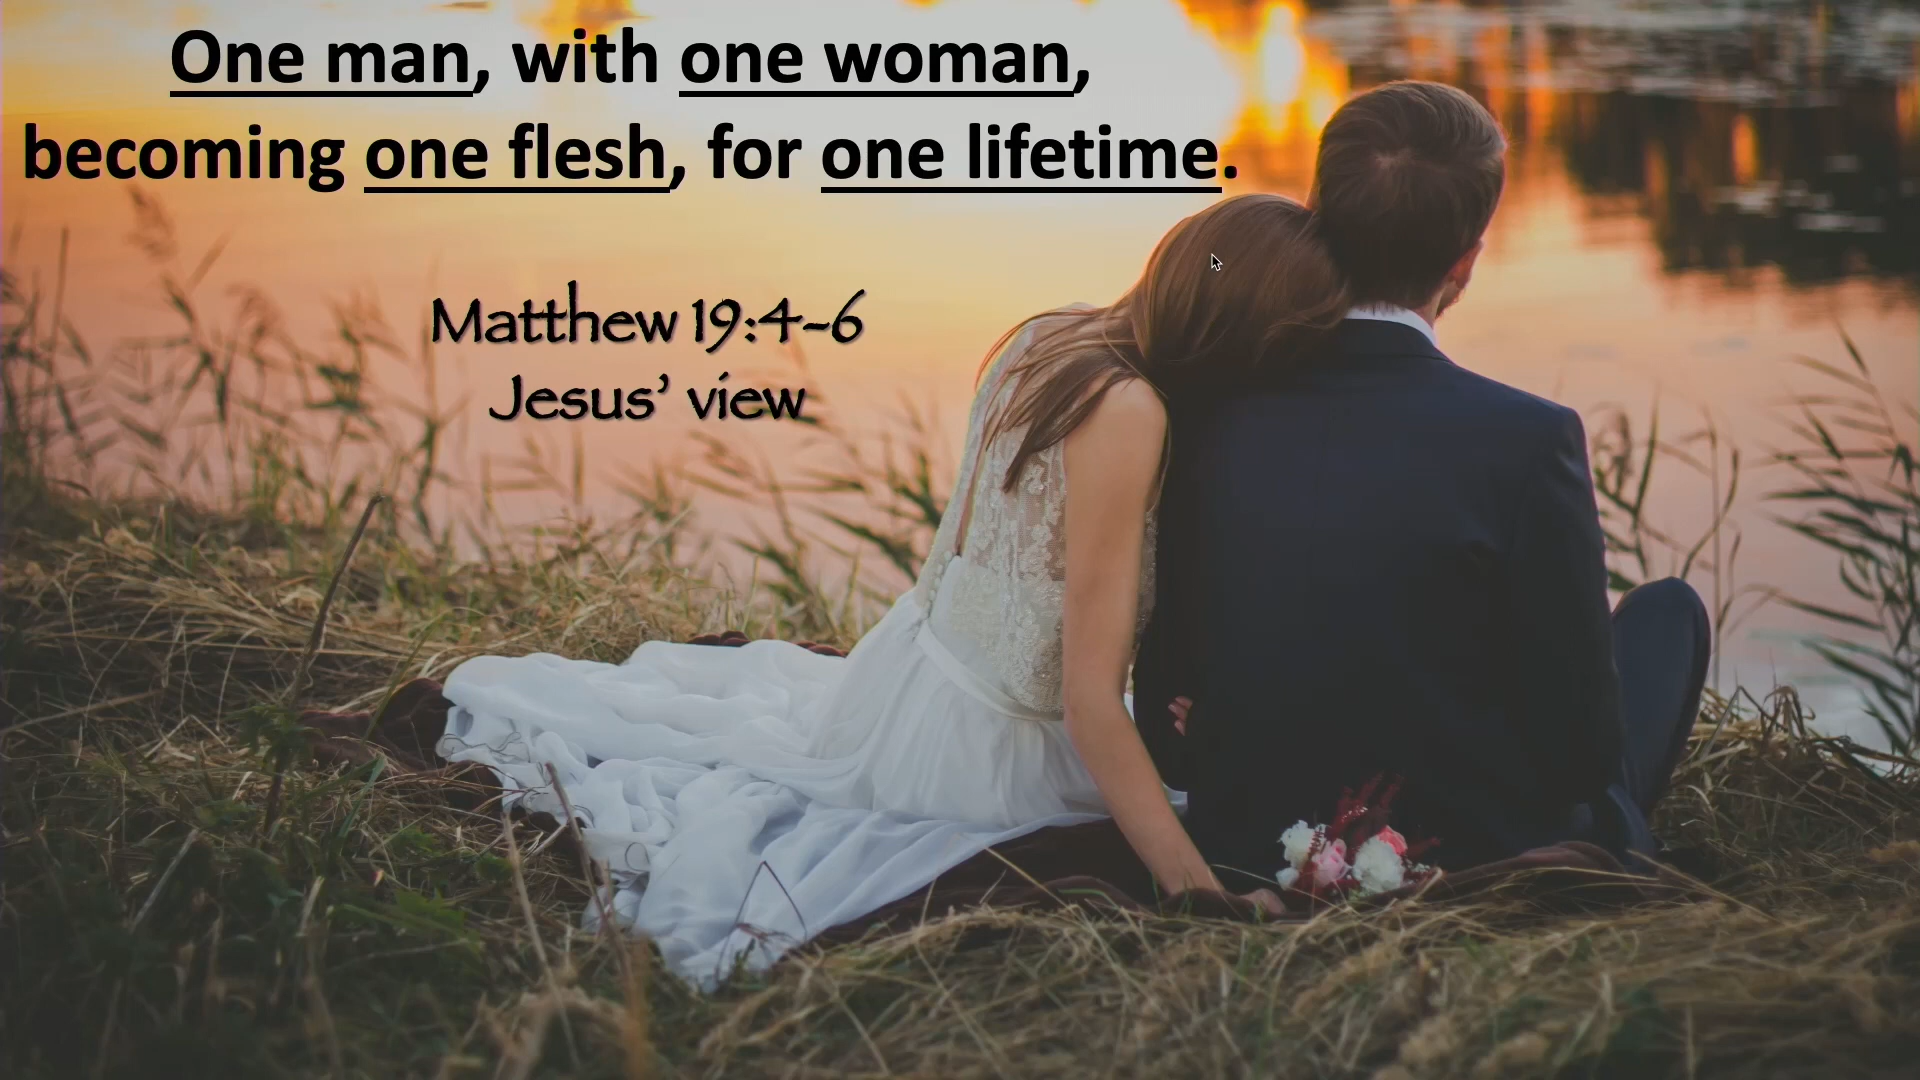 One man, with one woman,
becoming one flesh, for one lifetime.
Matthew 19:4-6
Jesus’ view